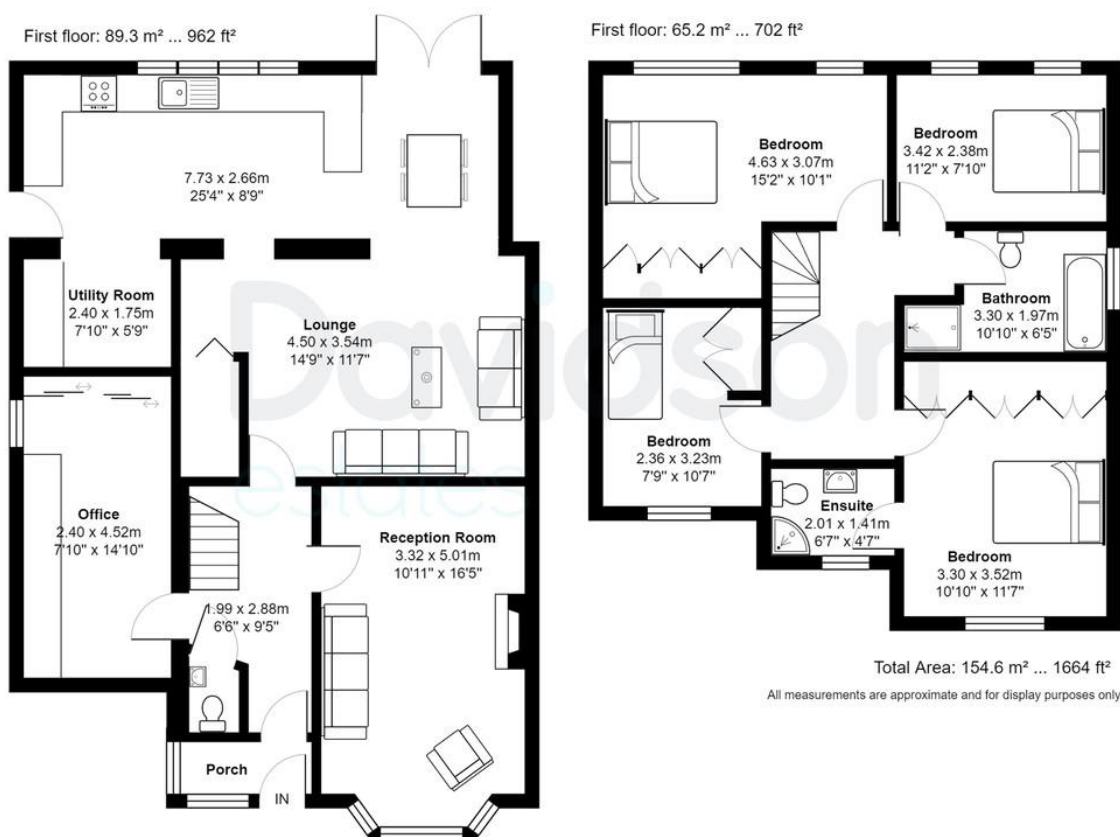 First floor: 89.3 m² ... 962 ft²
7.73 x 2.66m
25'4" x 8'9"
Utility Room
2.40 x 1.75m
7'10" x 5'9"
Lounge
4.50 x 3.54m
14'9" x 11'7"
Office
2.40 x 4.52m
7'10" x 14'10"
Reception Room
3.32 x 5.01m
10'11" x 16'5"
1.99 x 2.88m
6'6" x 9'5"
Porch
IN
First floor: 65.2 m² ... 702 ft²
Bedroom
4.63 x 3.07m
15'2" x 10'1"
Bedroom
3.42 x 2.38m
11'2" x 7'10"
Bathroom
3.30 x 1.97m
10'10" x 6'5"
Bedroom
2.36 x 3.23m
7'9" x 10'7"
Ensuite
2.01 x 1.41m
6'7" x 4'7"
Bedroom
3.30 x 3.52m
10'10" x 11'7"
Total Area: 154.6 m² ... 1664 ft²
All measurements are approximate and for display purposes only
Davidson
estates